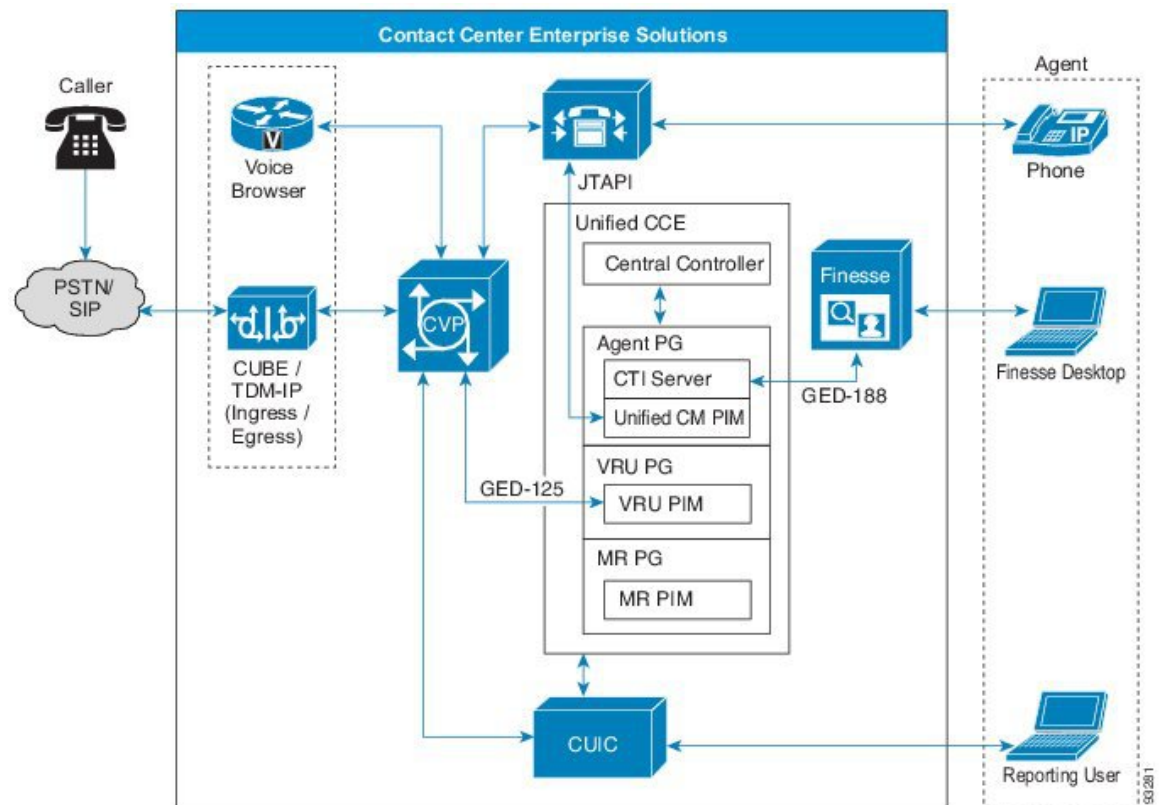 Contact Center Enterprise Solutions
Caller
Agent
V
Voice
Browser
JTAPI
IP
Phone
Unified CCE
Central Controller
Finesse
PSTN/
SIP
CVP
CUBE /
TDM-IP
(Ingress /
Egress)
Agent PG
CTI Server
Unified CM PIM
GED-188
Finesse Desktop
VRU PG
GED-125
VRU PIM
MR PG
MR PIM
CUIC
Reporting User
93281